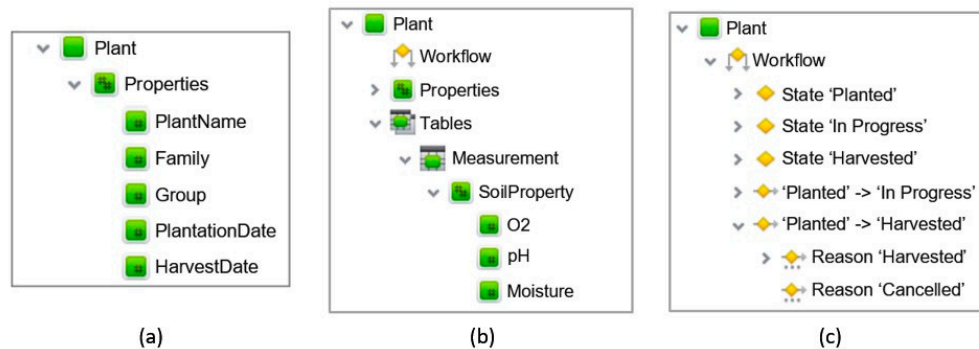 Plant
Properties
PlantName
Family
Group
PlantationDate
HarvestDate
(a)
Plant
Workflow
Properties
Tables
Measurement
SoilProperty
O2
pH
Moisture
(b)
Plant
Workflow
State ‘Planted’
State ‘In Progress’
State ‘Harvested’
‘Planted’ -> ‘In Progress’
‘Planted’ -> ‘Harvested’
Reason ‘Harvested’
Reason ‘Cancelled’
(c)